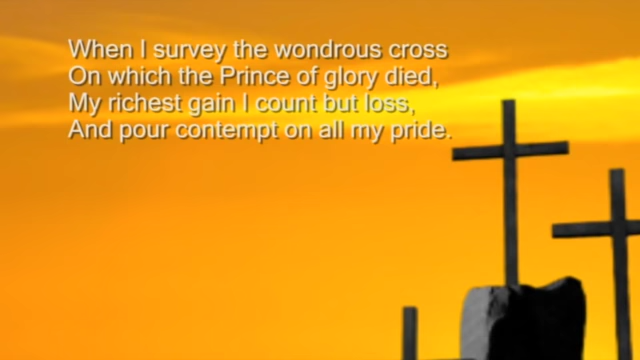 When I survey the wondrous cross
On which the Prince of glory died,
My richest gain I count but loss,
And pour contempt on all my pride.